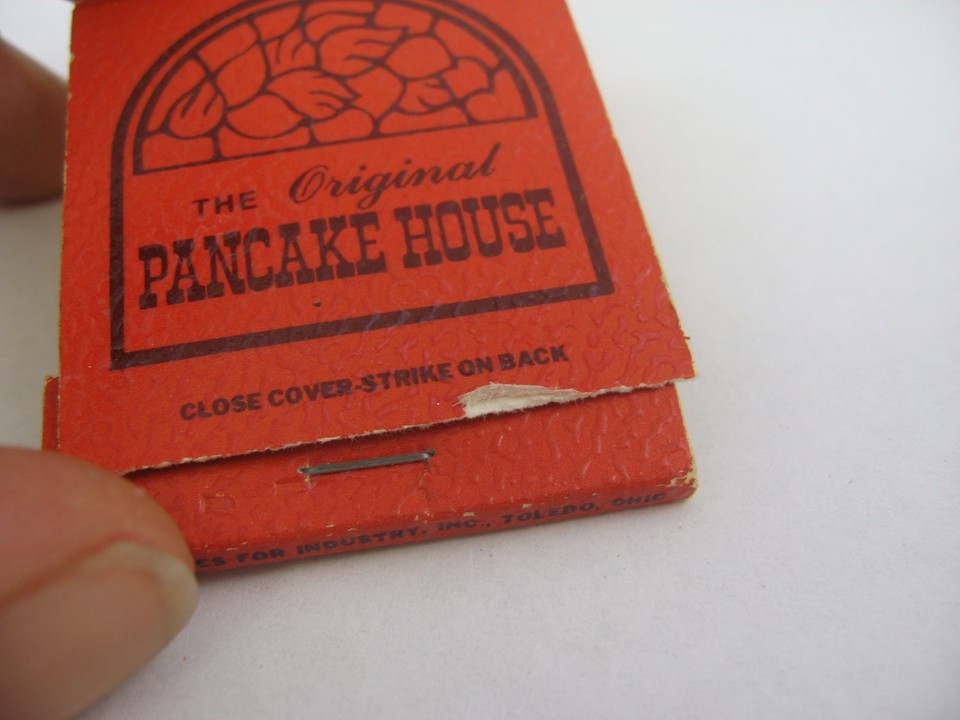 THE Original
PANCAKE HOUSE
CLOSE COVER-STRIKE ON BACK
FOR INDUSTRY, INC., TOLEDO, OHIO